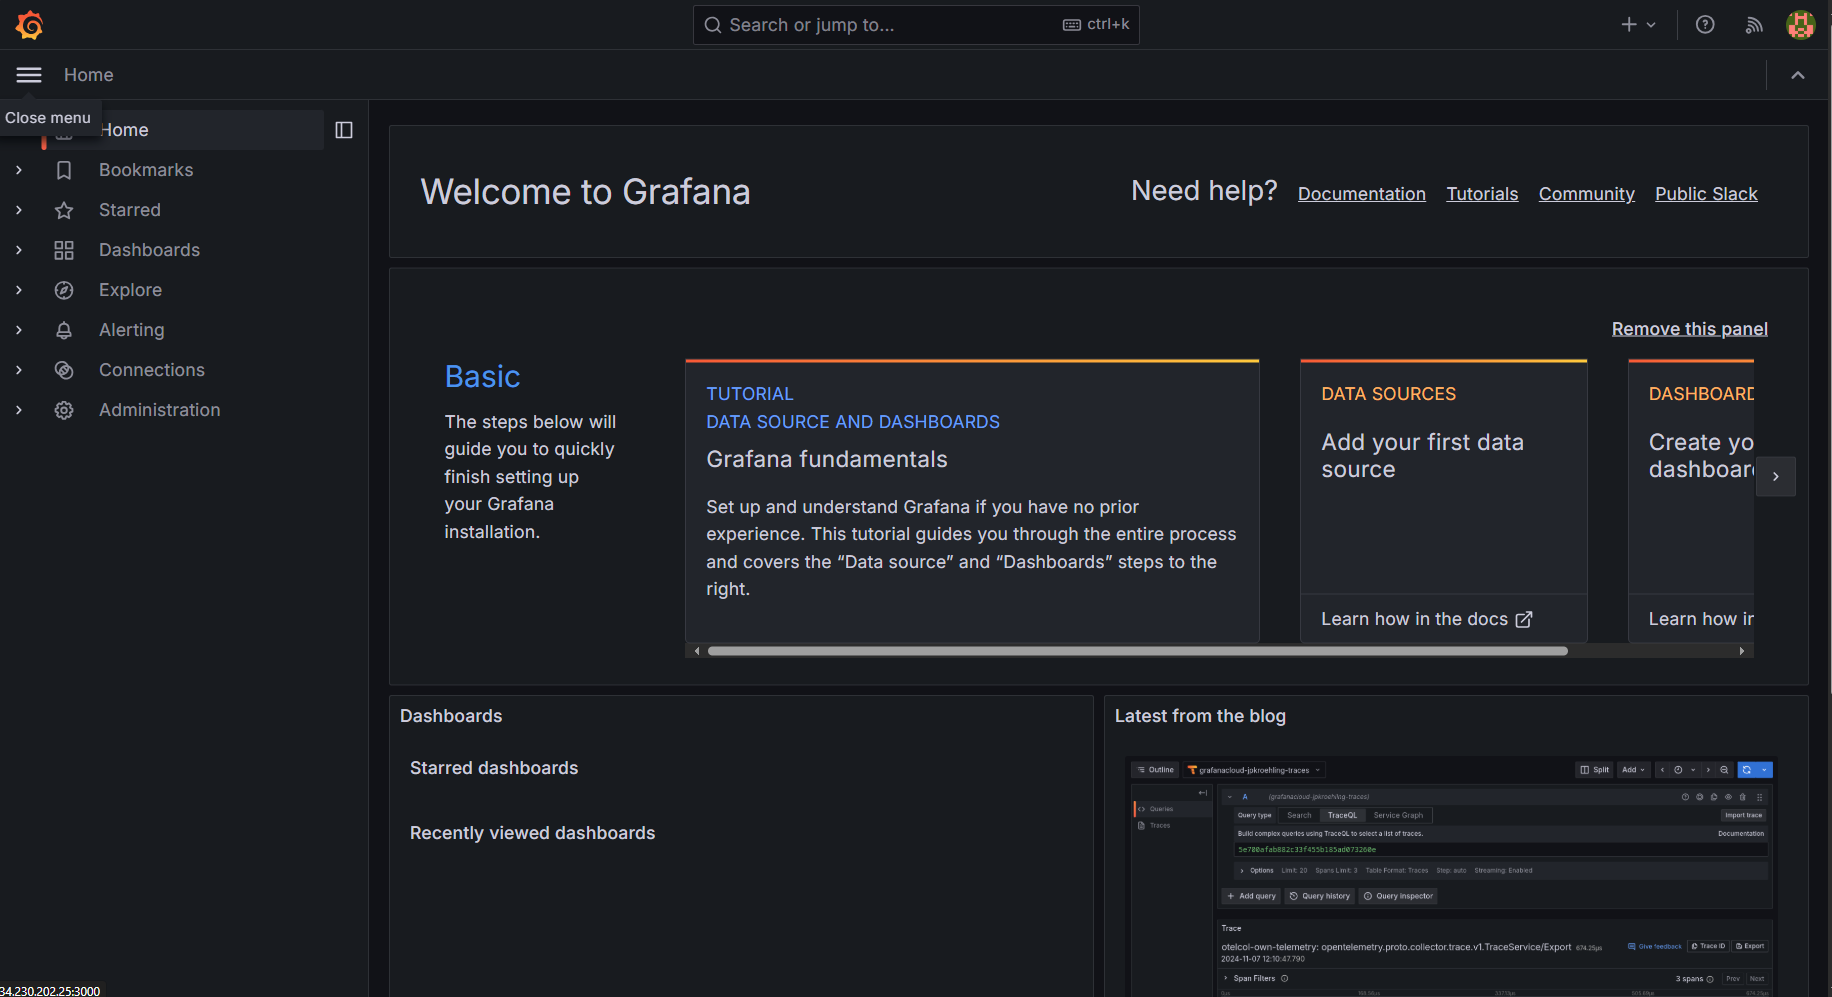 Search or jump to...
ctrl+k
Home
Close menu
Home
Bookmarks
Starred
Dashboards
Explore
Alerting
Connections
Administration
Welcome to Grafana
Need help?
Documentation
Tutorials
Community
Public Slack
Remove this panel
Basic
The steps below will
guide you to quickly
finish setting up
your Grafana
installation.
TUTORIAL
DATA SOURCE AND DASHBOARDS
Grafana fundamentals
Set up and understand Grafana if you have no prior
experience. This tutorial guides you through the entire process
and covers the “Data source” and “Dashboards” steps to the
right.
DATA SOURCES
Add your first data
source
Learn how in the docs
DASHBOARD
Create yo
dashboar
Learn how in
Dashboards
Starred dashboards
Recently viewed dashboards
Latest from the blog
Outline
grafanacloud-jpkroehling-traces
Split
Add
Queries
Traces
A
(grafanacloud-jpkroehling-traces)
Query type
Search
TraceQL
Service Graph
Import trace
Build complex queries using TraceQL to select a list of traces.
Documentation
5e700afab882c33f455b185ad073260e
Options
Limit: 20
Spans Limit: 3
Table Format: Traces
Step: auto
Streaming: Enabled
Add query
Query history
Query inspector
Trace
otelcol-own-telemetry: opentelemetry.proto.collector.trace.v1.TraceService/Export 674.25µs
Give feedback
Trace ID
Export
2024-11-07 12:10:47.790
Span Filters
3 spans
Prev
Next
0µs
34.230.202.25:3000